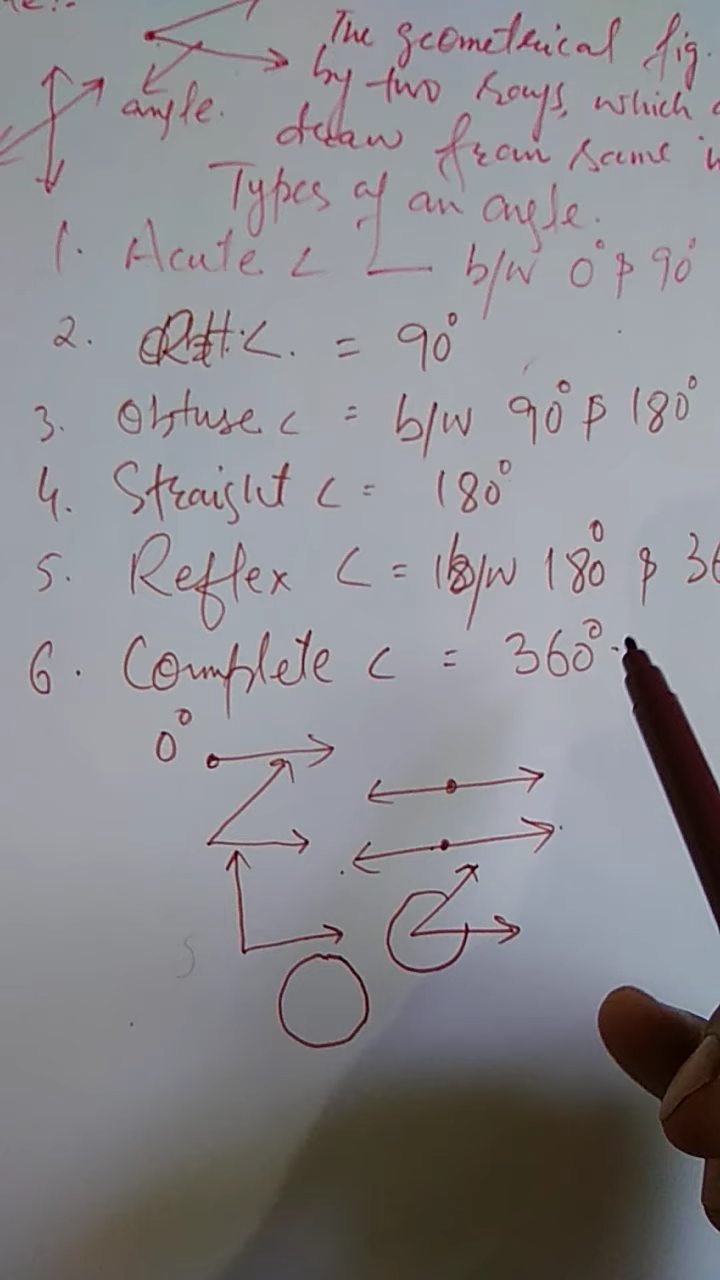 The geometrical fig.
by two rays, which
angle.
draw from same
Types of an angle.
1. Acute < b/w 0° & 90°
2. Rt. <. = 90°
3. Obtuse < = b/w 90° & 180°
4. Straight < = 180°
5. Reflex < = b/w 180° & 36
6. Complete < = 360°.
0°